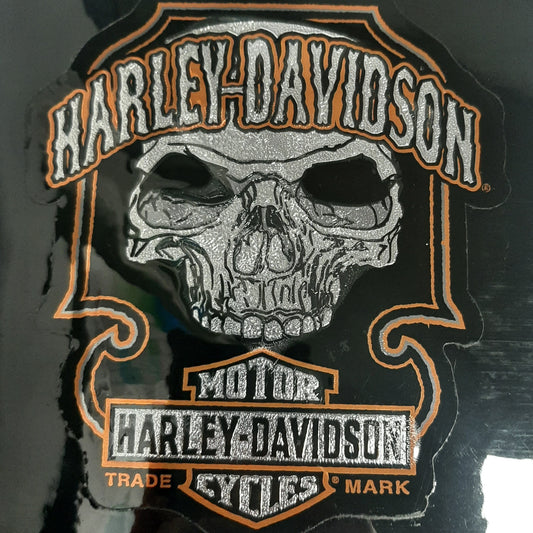 HARLEY-DAVIDSON
®
MOTOR
HARLEY-DAVIDSON
TRADE CYCLES ® MARK